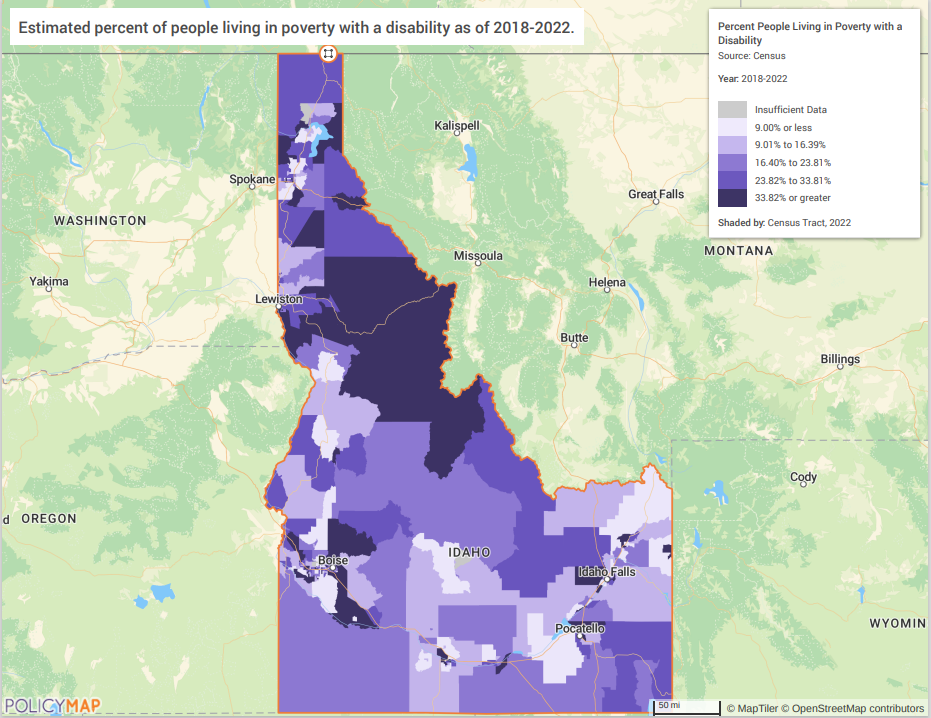 Estimated percent of people living in poverty with a disability as of 2018-2022.
Percent People Living in Poverty with a
Disability
Source: Census
Year: 2018-2022
Insufficient Data
9.00% or less
9.01% to 16.39%
16.40% to 23.81%
23.82% to 33.81%
33.82% or greater
Shaded by: Census Tract, 2022
Kalispell
Spokane
Great Falls
WASHINGTON
MONTANA
Missoula
Yakima
Helena
Lewiston
Butte
Billings
Cody
d
OREGON
IDAHO
Boise
Idaho Falls
Pocatello
WYOMIN
POLICYMAP
50 mi
© MapTiler © OpenStreetMap contributors